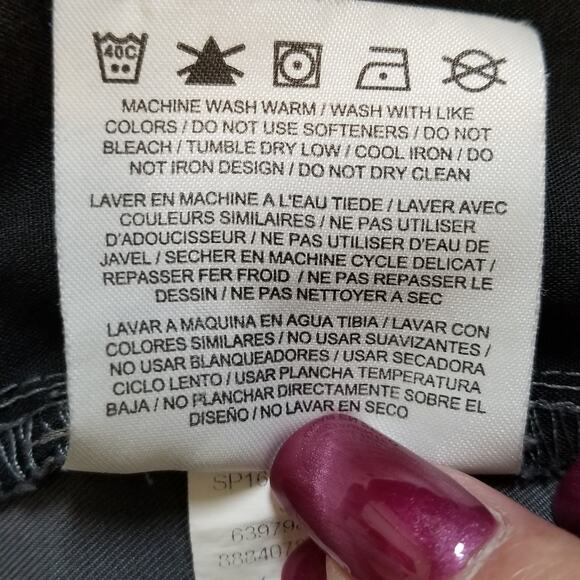 40C
MACHINE WASH WARM / WASH WITH LIKE
COLORS / DO NOT USE SOFTENERS / DO NOT
BLEACH / TUMBLE DRY LOW / COOL IRON / DO
NOT IRON DESIGN / DO NOT DRY CLEAN
LAVER EN MACHINE A L'EAU TIEDE / LAVER AVEC
COULEURS SIMILAIRES / NE PAS UTILISER
D'ADOUCISSEUR / NE PAS UTILISER D'EAU DE
JAVEL / SECHER EN MACHINE CYCLE DELICAT /
REPASSER FER FROID / NE PAS REPASSER LE
DESSIN / NE PAS NETTOYER A SEC
LAVAR A MAQUINA EN AGUA TIBIA / LAVAR CON
COLORES SIMILARES / NO USAR SUAVIZANTES /
NO USAR BLANQUEADORES / USAR SECADORA
CICLO LENTO / USAR PLANCHA TEMPERATURA
BAJA / NO PLANCHAR DIRECTAMENTE SOBRE EL
DISEÑO / NO LAVAR EN SECO
SP16